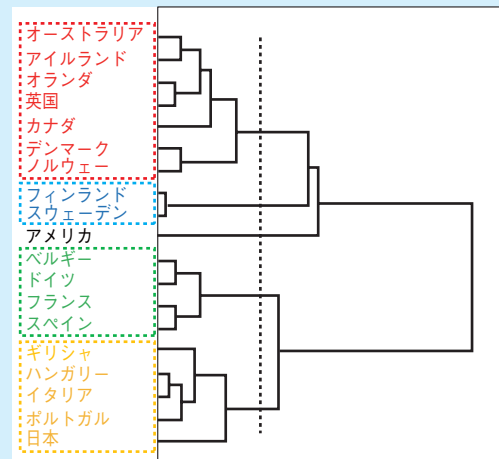 オーストラリア
アイルランド
オランダ
英国
カナダ
デンマーク
ノルウェー
フィンランド
スウェーデン
アメリカ
ベルギー
ドイツ
フランス
スペイン
ギリシャ
ハンガリー
イタリア
ポルトガル
日本